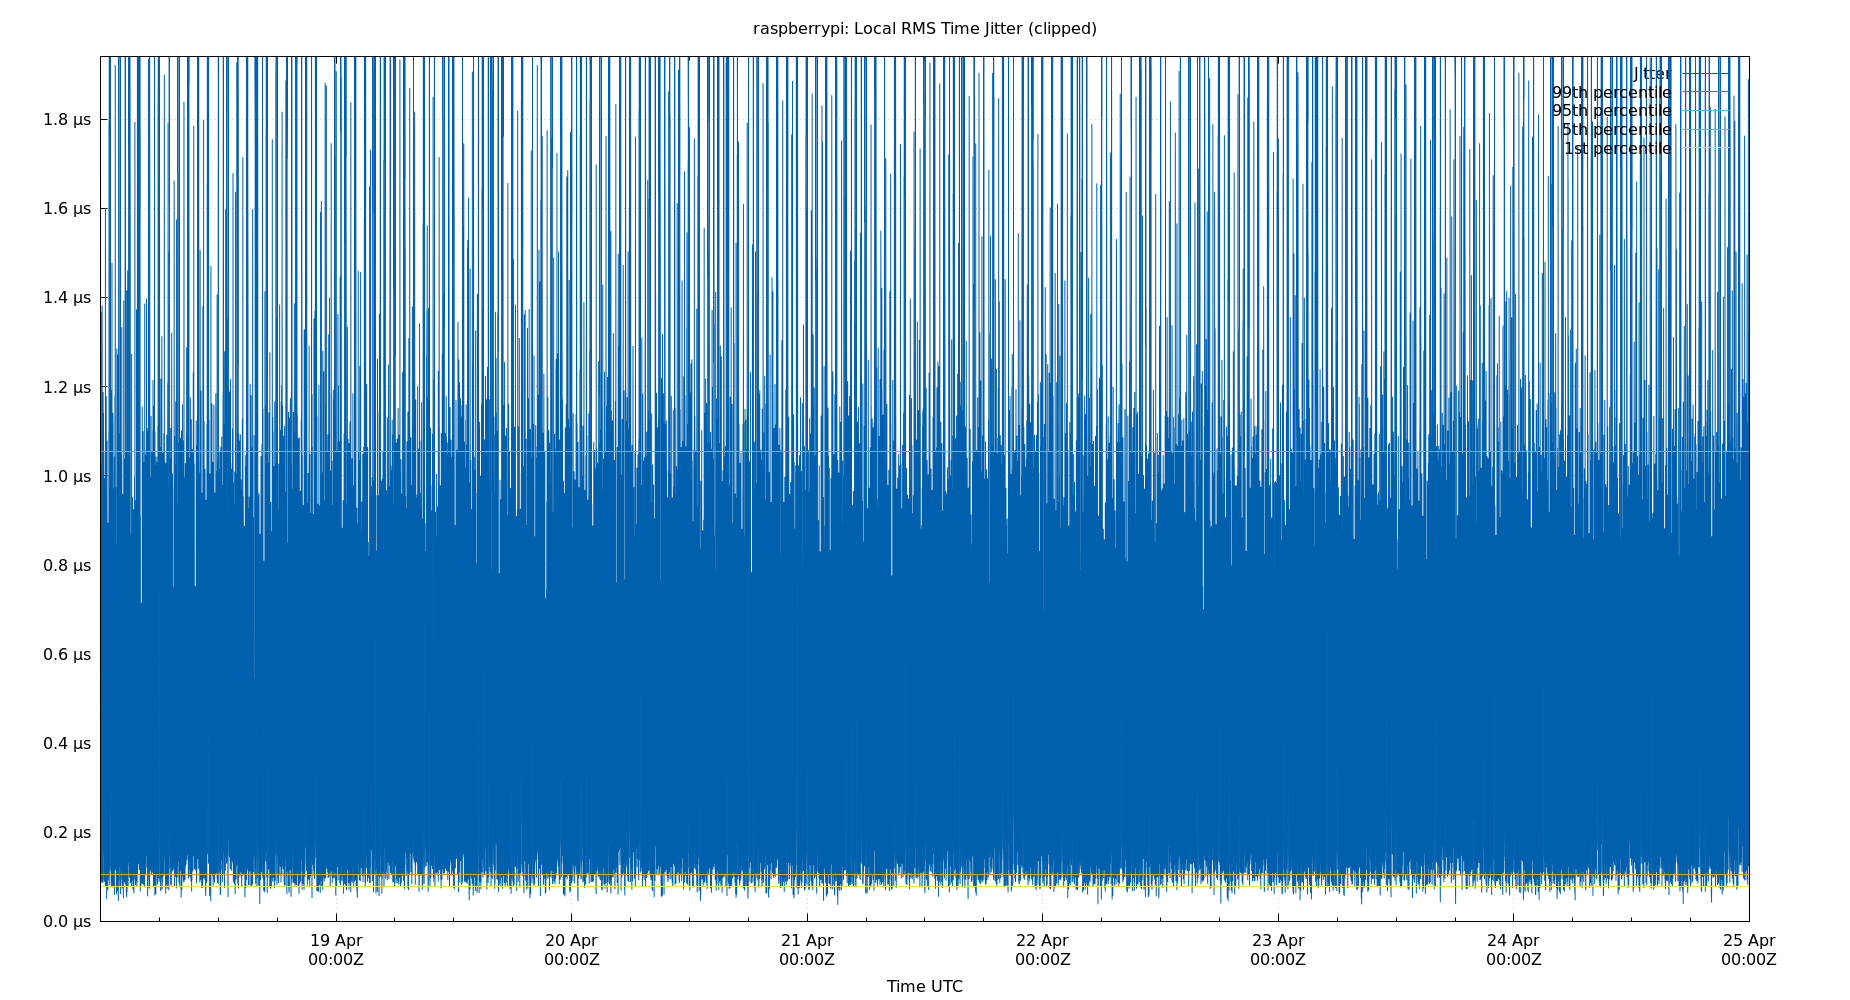 raspberrypi: Local RMS Time Jitter (clipped)
Jitter
99th percentile
95th percentile
5th percentile
1st percentile
1.8 µs
1.6 µs
1.4 µs
1.2 µs
1.0 µs
0.8 µs
0.6 µs
0.4 µs
0.2 µs
0.0 µs
19 Apr 20 Apr 21 Apr 22 Apr 23 Apr 24 Apr 25 Apr
00:00Z 00:00Z 00:00Z 00:00Z 00:00Z 00:00Z 00:00Z
Time UTC